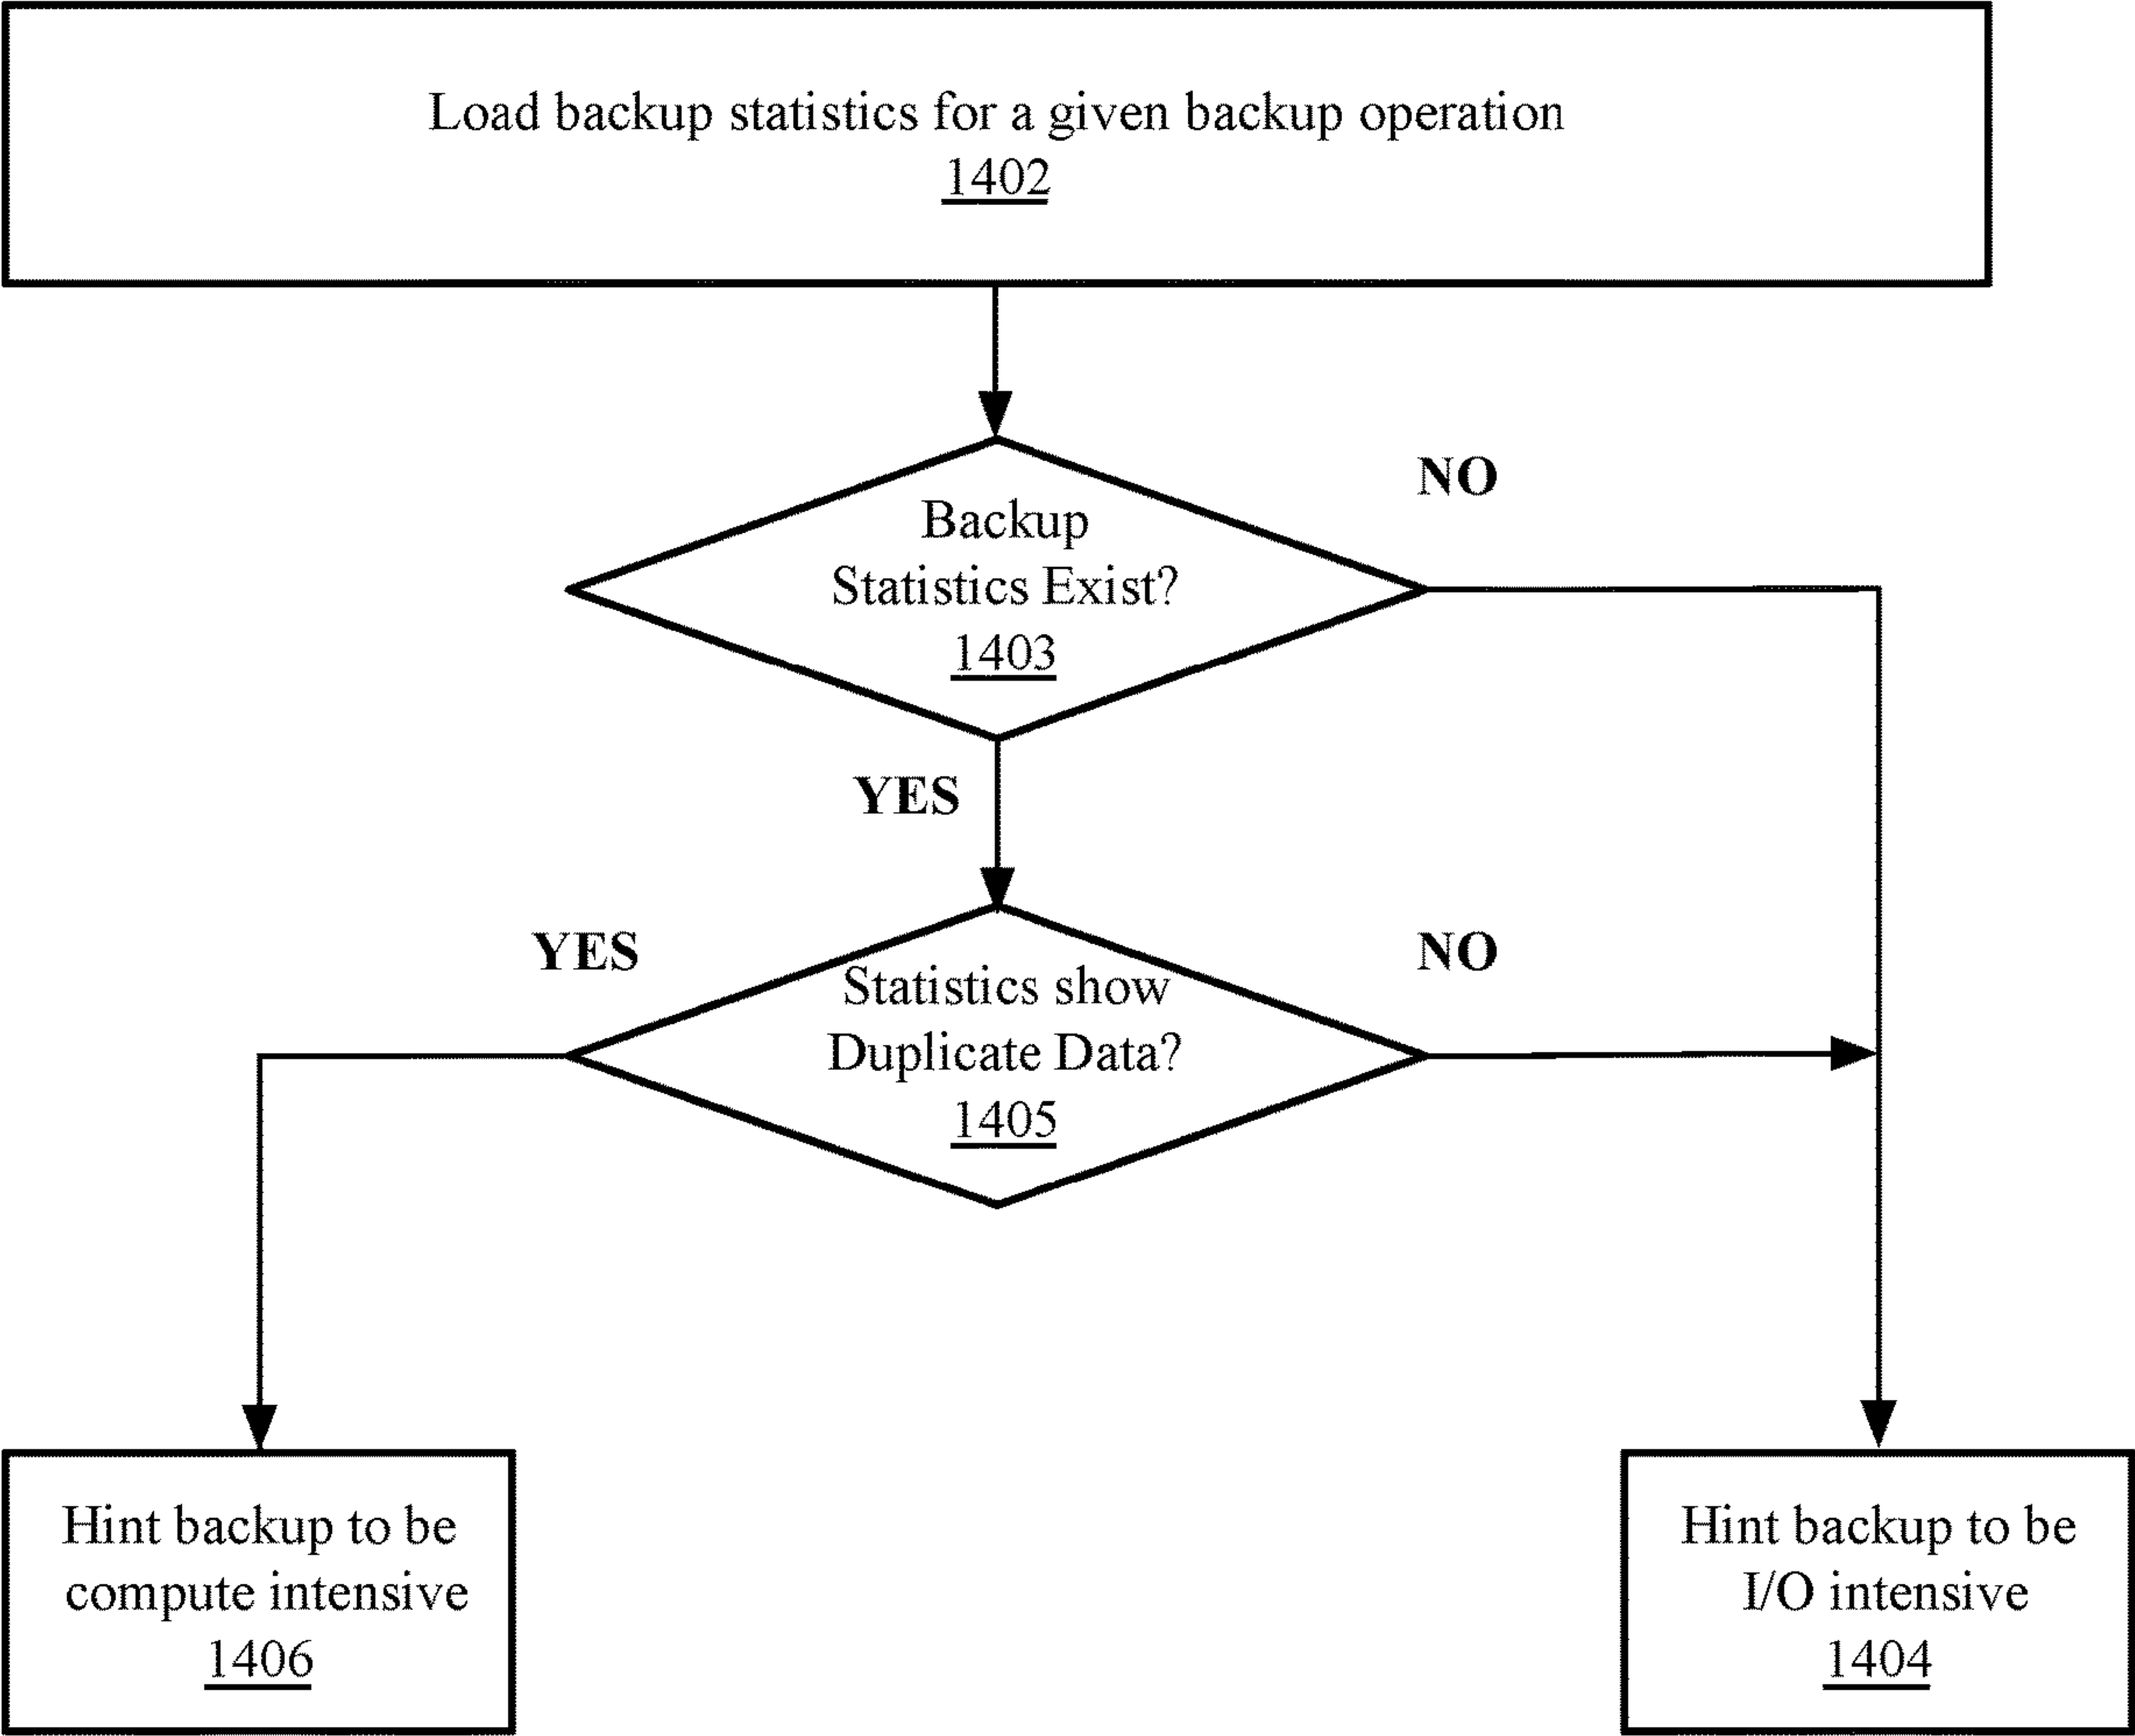 Load backup statistics for a given backup operation
1402
NO
Backup
Statistics Exist?
1403
YES
YES
NO
Statistics show
Duplicate Data?
1405
Hint backup to be
compute intensive
1406
Hint backup to be
I/O intensive
1404